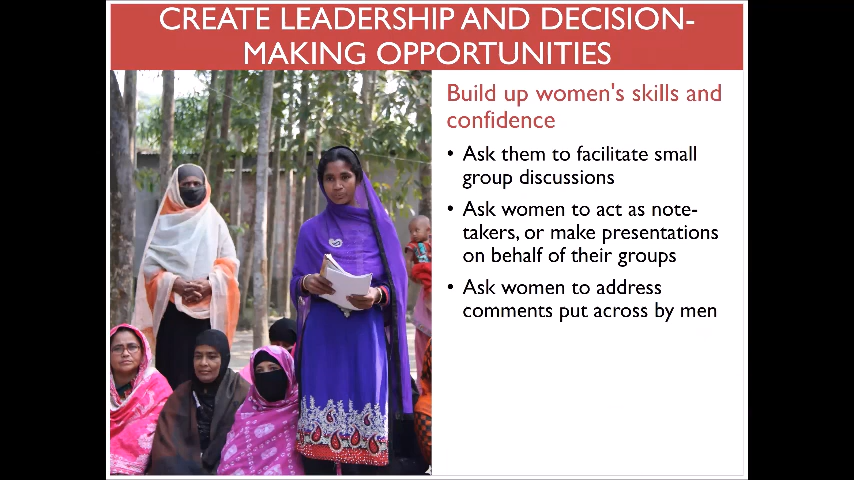 CREATE LEADERSHIP AND DECISION-
MAKING OPPORTUNITIES
Build up women's skills and
confidence
• Ask them to facilitate small
group discussions
• Ask women to act as note-
takers, or make presentations
on behalf of their groups
• Ask women to address
comments put across by men